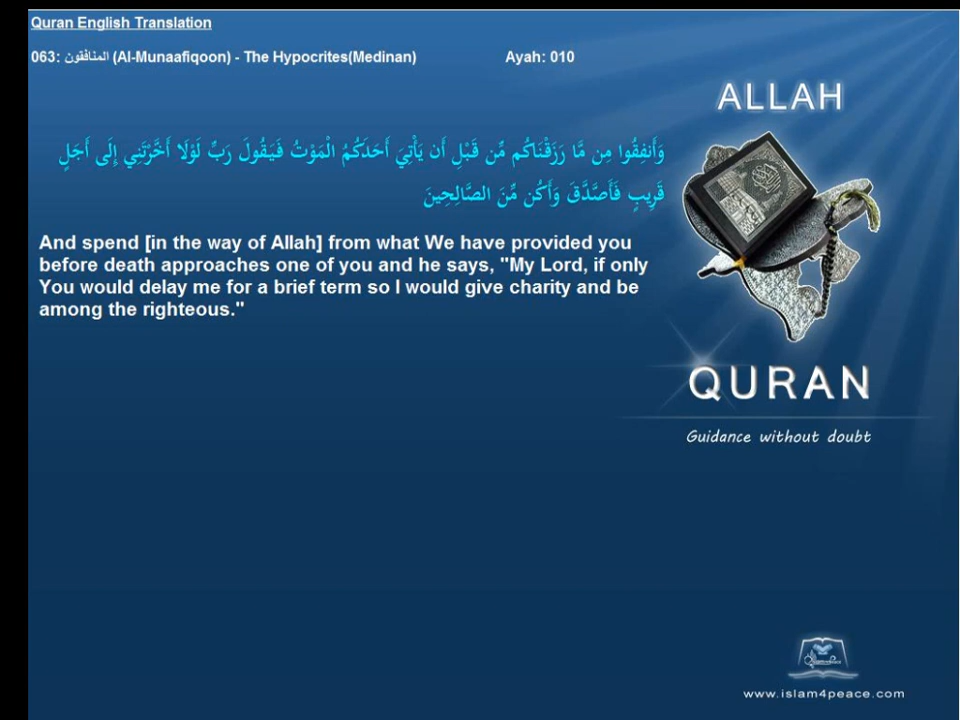 Quran English Translation
063: المنافقون (Al-Munaafiqoon) - The Hypocrites(Medinan) Ayah: 010
ALLAH
وَأَنفِقُوا مِن مَّا رَزَقْنَاكُم مِّن قَبْلِ أَن يَأْتِيَ أَحَدَكُمُ الْمَوْتُ فَيَقُولَ رَبِّ لَوْلَا أَخَّرْتَنِي إِلَى أَجَلٍ
قَرِيبٍ فَأَصَّدَّقَ وَأَكُن مِّنَ الصَّالِحِينَ
And spend [in the way of Allah] from what We have provided you
before death approaches one of you and he says, "My Lord, if only
You would delay me for a brief term so I would give charity and be
among the righteous."
QURAN
Guidance without doubt
www.islam4peace.com